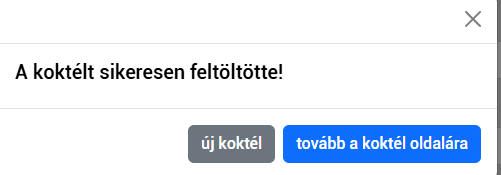 A koktélt sikeresen feltöltötte!
új koktél
tovább a koktél oldalára